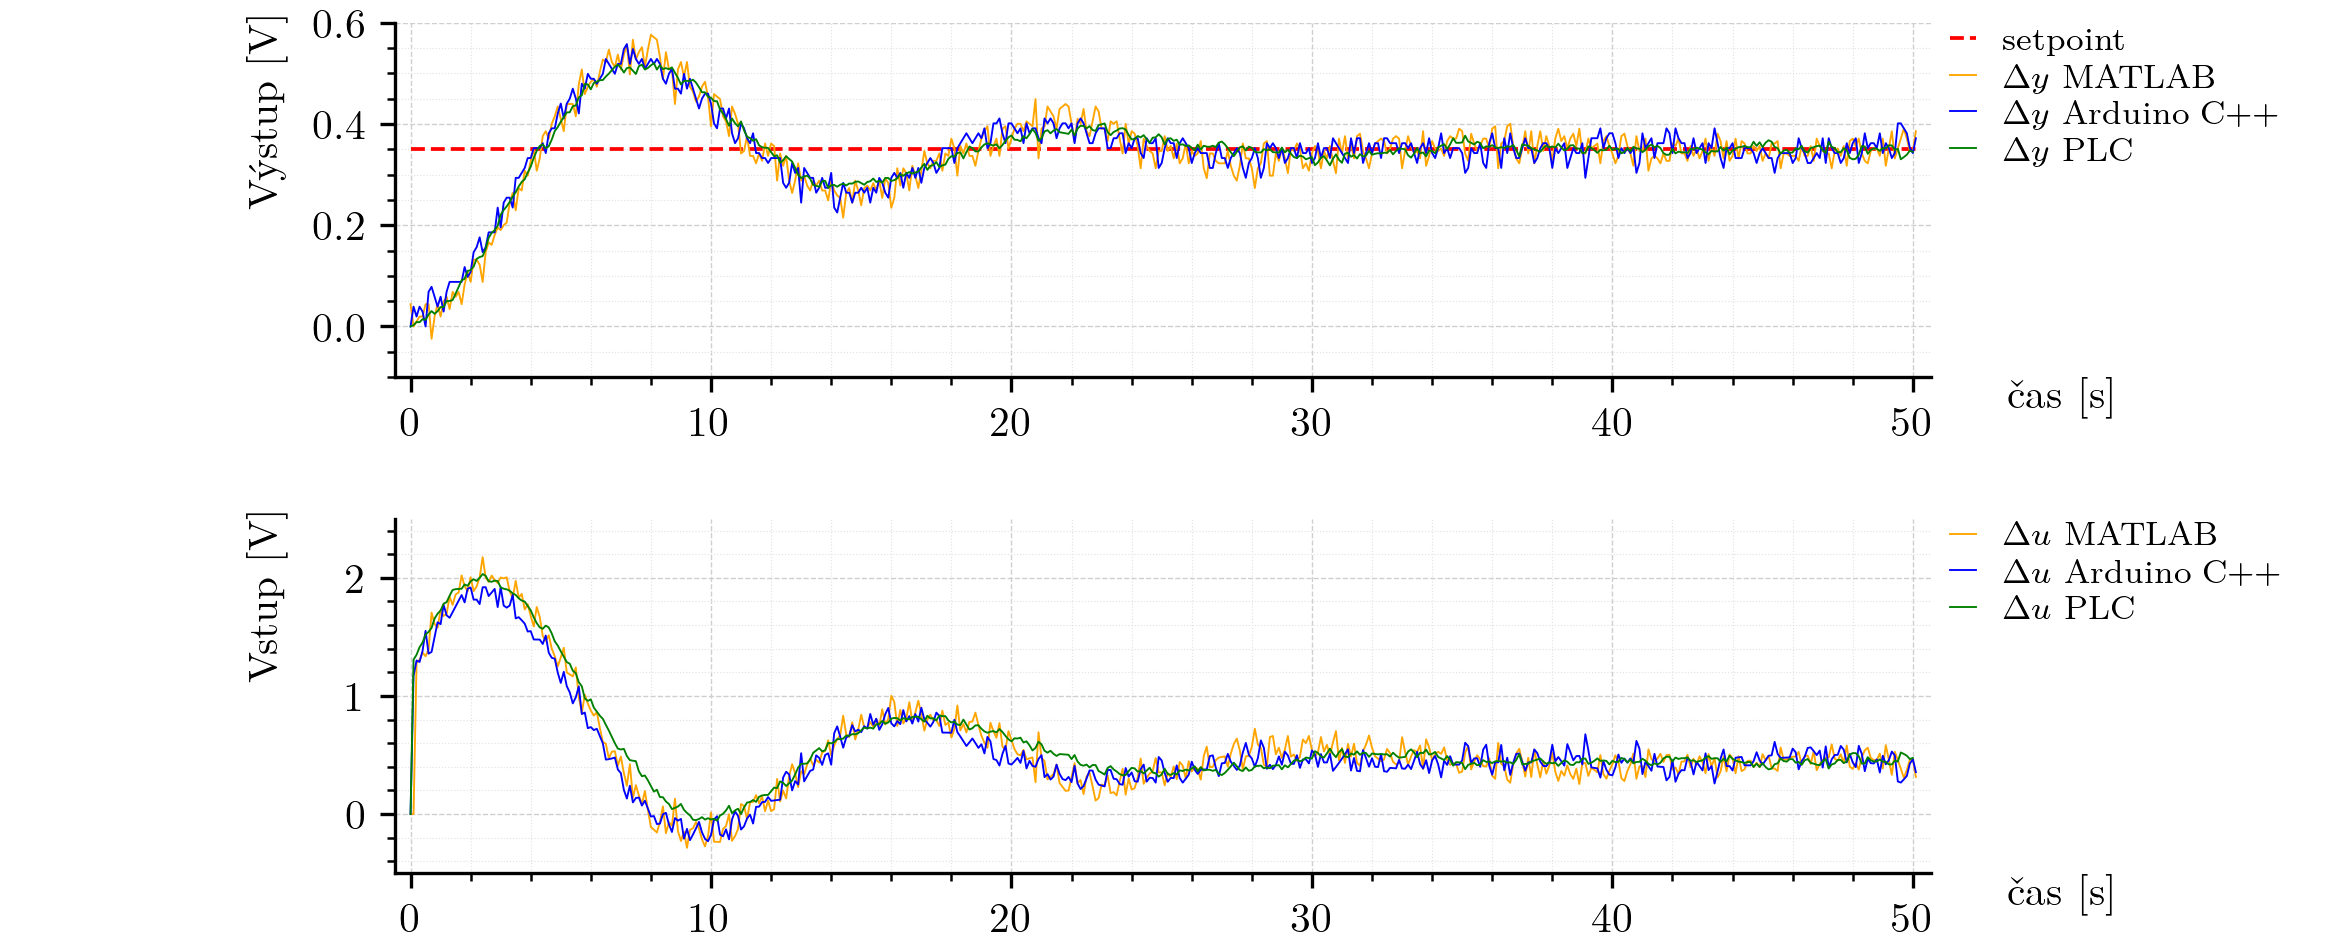 Výstup [V]
0.6
0.4
0.2
0.0
0 10 20 30 40 50
čas [s]
setpoint
Δy MATLAB
Δy Arduino C++
Δy PLC
Vstup [V]
2
1
0
0 10 20 30 40 50
čas [s]
Δu MATLAB
Δu Arduino C++
Δu PLC